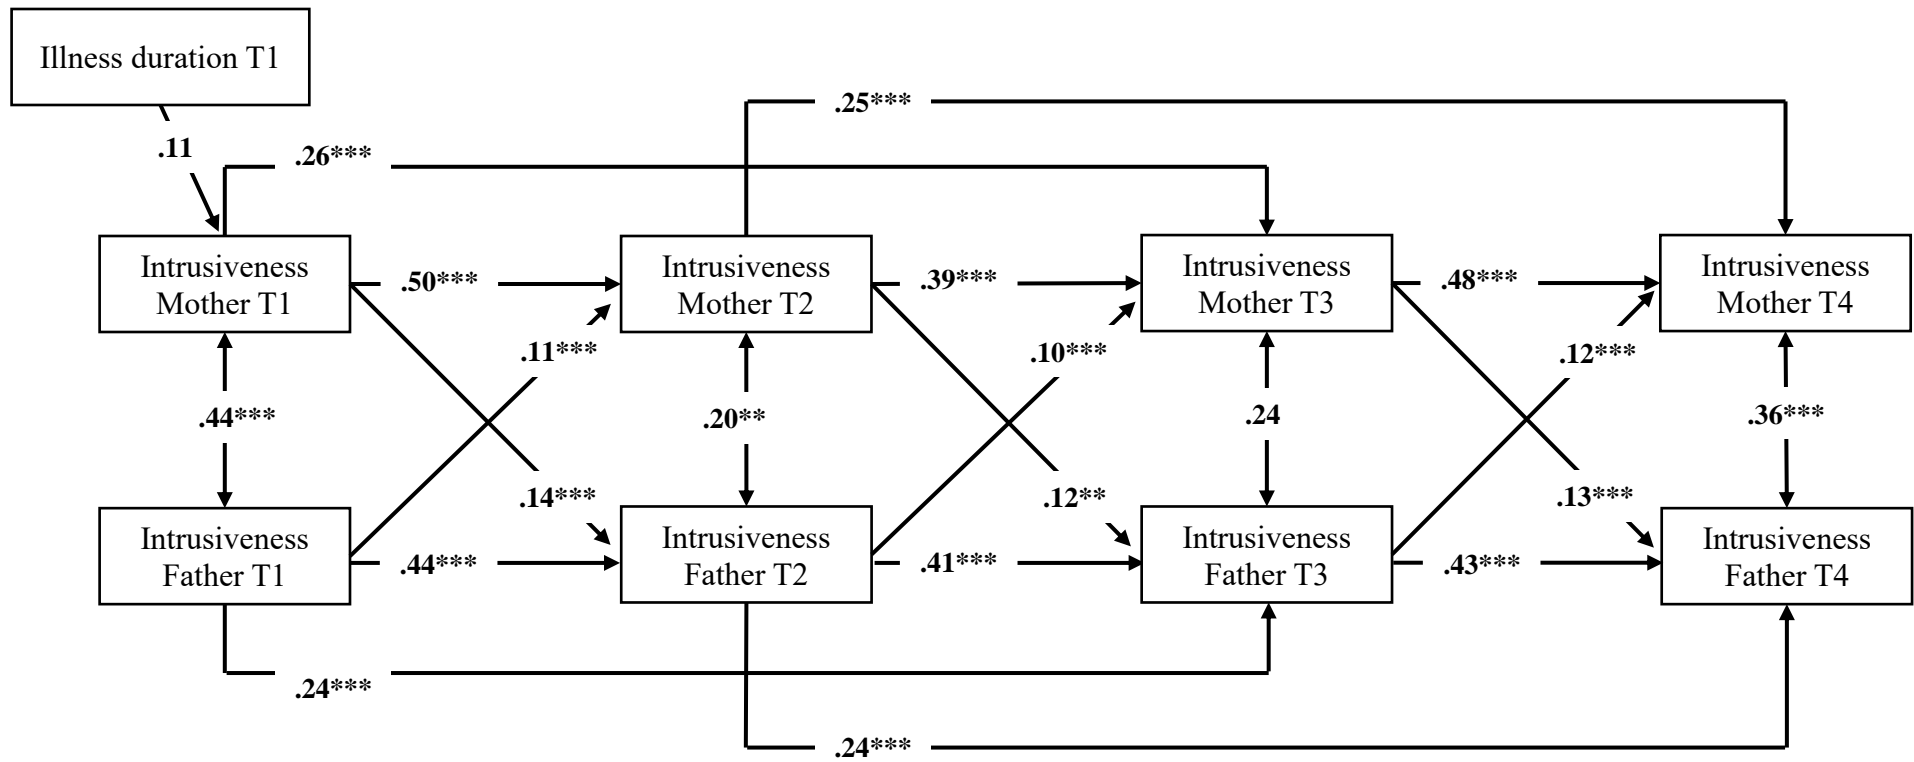 Illness duration T1
.11
.25***
.26***
Intrusiveness
Mother T1
.50***
Intrusiveness
Mother T2
.39***
Intrusiveness
Mother T3
.48***
Intrusiveness
Mother T4
.11***
.10***
.12***
.44***
.20**
.24
.36***
.14***
.12**
.13***
Intrusiveness
Father T1
.44***
Intrusiveness
Father T2
.41***
Intrusiveness
Father T3
.43***
Intrusiveness
Father T4
.24***
.24***